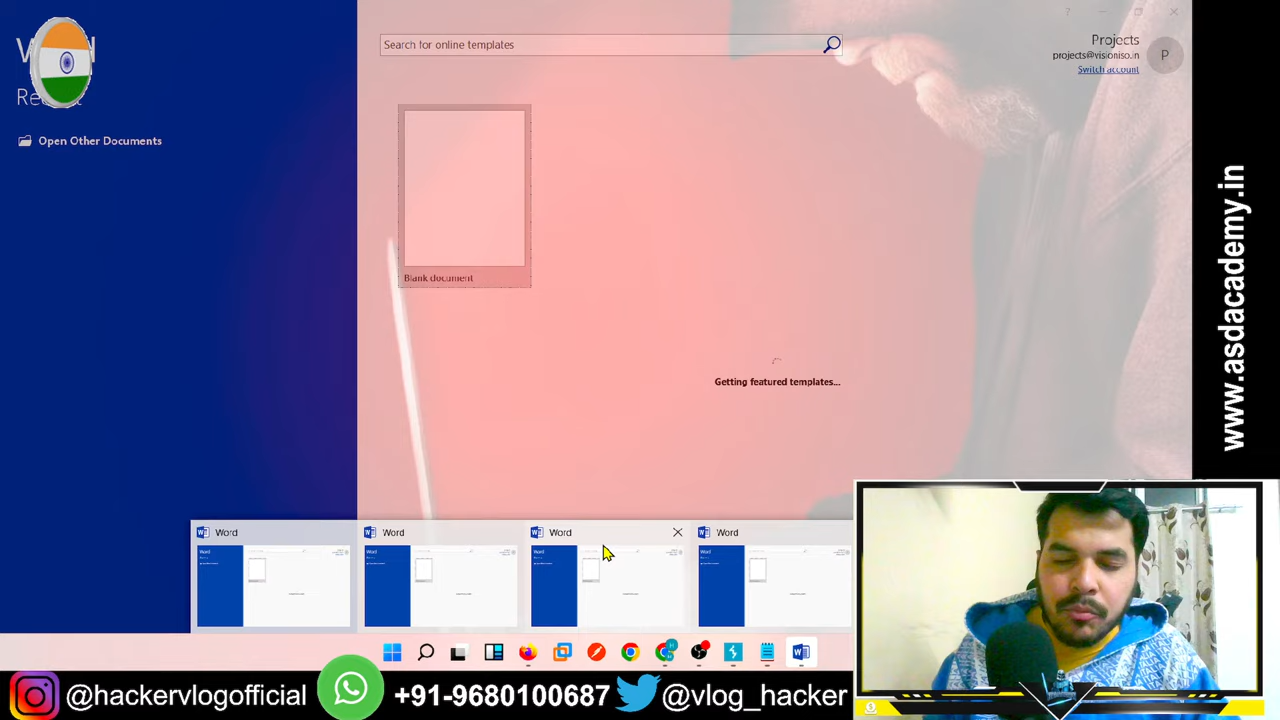 Search for online templates
Projects
projects@visioniso.in
Switch account
P
Open Other Documents
Blank document
Getting featured templates...
Word
Word
Word
Word
www.asdacademy.in
@hackervlogofficial
+91-9680100687
@vlog_hacker